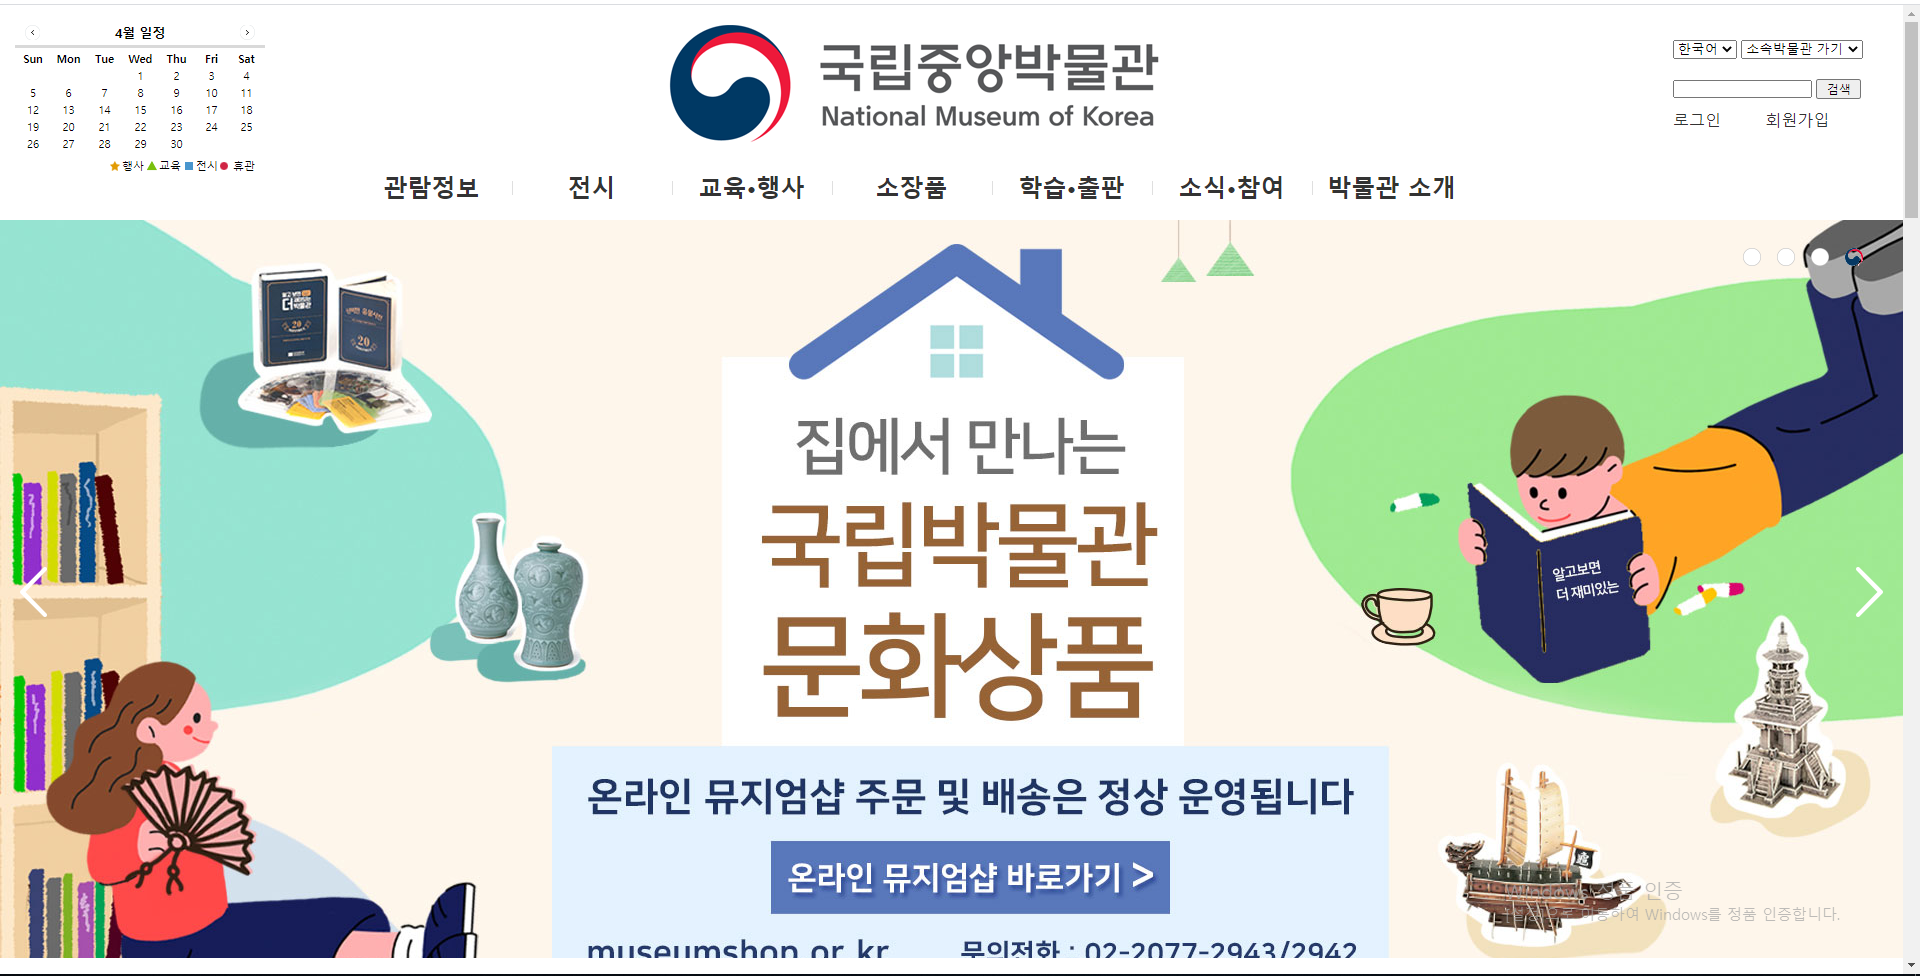 4월 일정
Sun Mon Tue Wed Thu Fri Sat
1 2 3 4
5 6 7 8 9 10 11
12 13 14 15 16 17 18
19 20 21 22 23 24 25
26 27 28 29 30
행사 교육 전시 휴관
국립중앙박물관
National Museum of Korea
한국어 소속박물관 가기
검색
로그인 회원가입
관람정보 전시 교육•행사 소장품 학습•출판 소식•참여 박물관 소개
더
박물관
20
20
집에서 만나는
국립박물관
문화상품
알고보면
더 재미있는
온라인 뮤지엄샵 주문 및 배송은 정상 운영됩니다
온라인 뮤지엄샵 바로가기 >
museumshop.or.kr 문의전화 : 02-2077-2943/2942
Windows 정품 인증
이동하여 Windows를 정품 인증합니다.